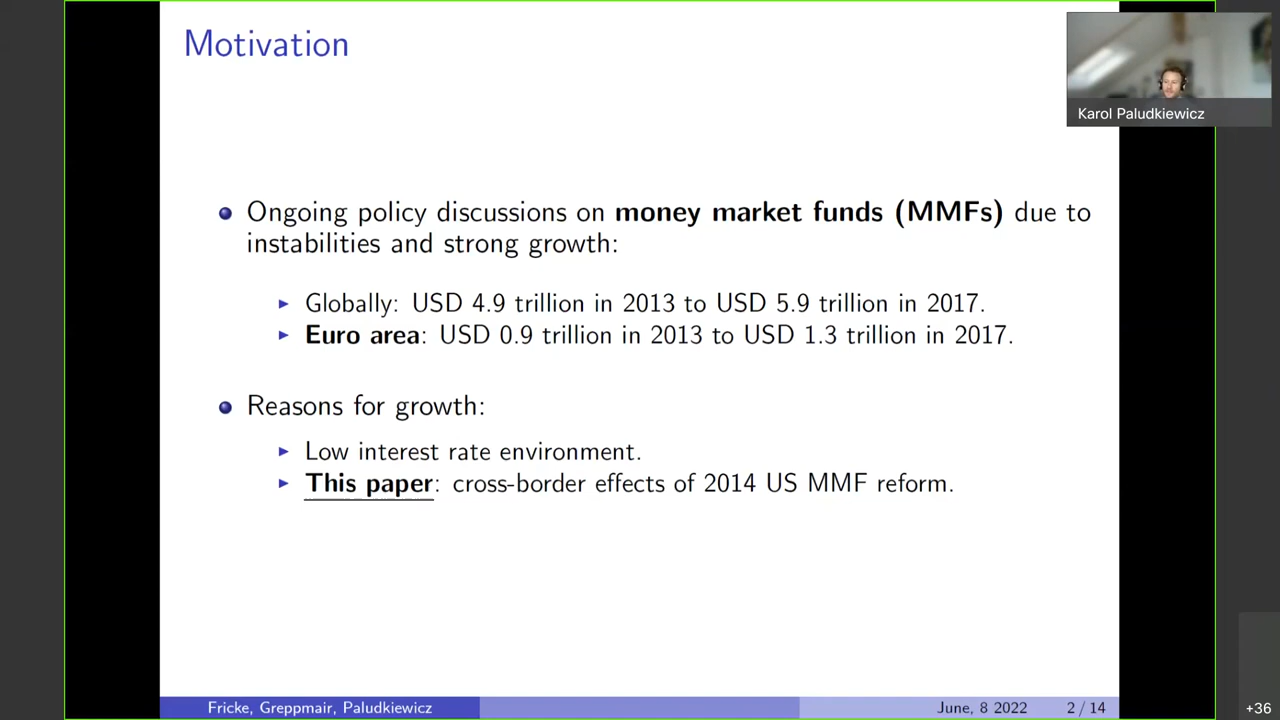 Motivation
Karol Paludkiewicz
Ongoing policy discussions on money market funds (MMFs) due to
instabilities and strong growth:
Globally: USD 4.9 trillion in 2013 to USD 5.9 trillion in 2017.
Euro area: USD 0.9 trillion in 2013 to USD 1.3 trillion in 2017.
Reasons for growth:
Low interest rate environment.
This paper: cross-border effects of 2014 US MMF reform.
Fricke, Greppmair, Paludkiewicz
June, 8 2022
2 / 14
+36